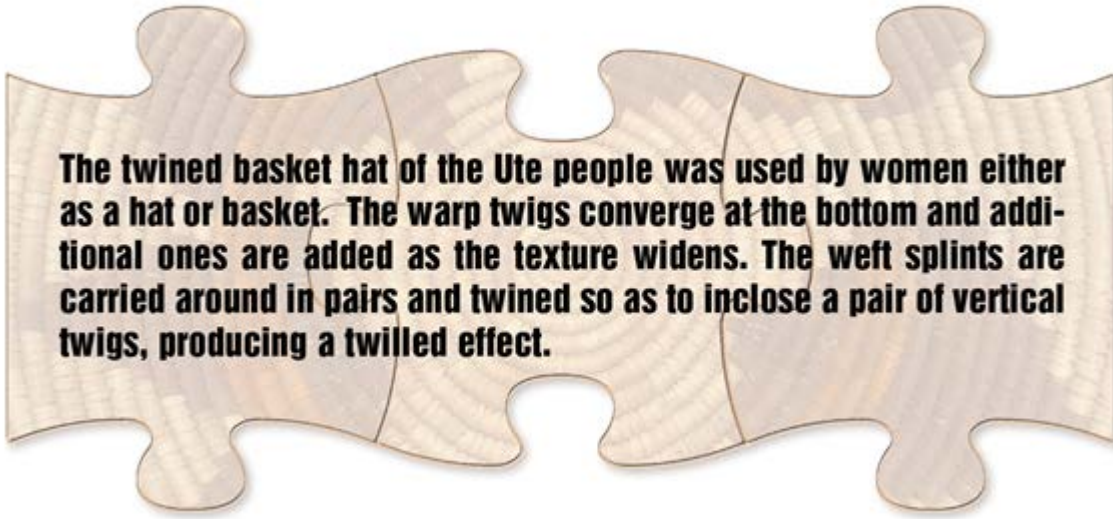 The twined basket hat of the Ute people was used by women either
as a hat or basket. The warp twigs converge at the bottom and addi-
tional ones are added as the texture widens. The weft splints are
carried around in pairs and twined so as to inclose a pair of vertical
twigs, producing a twilled effect.